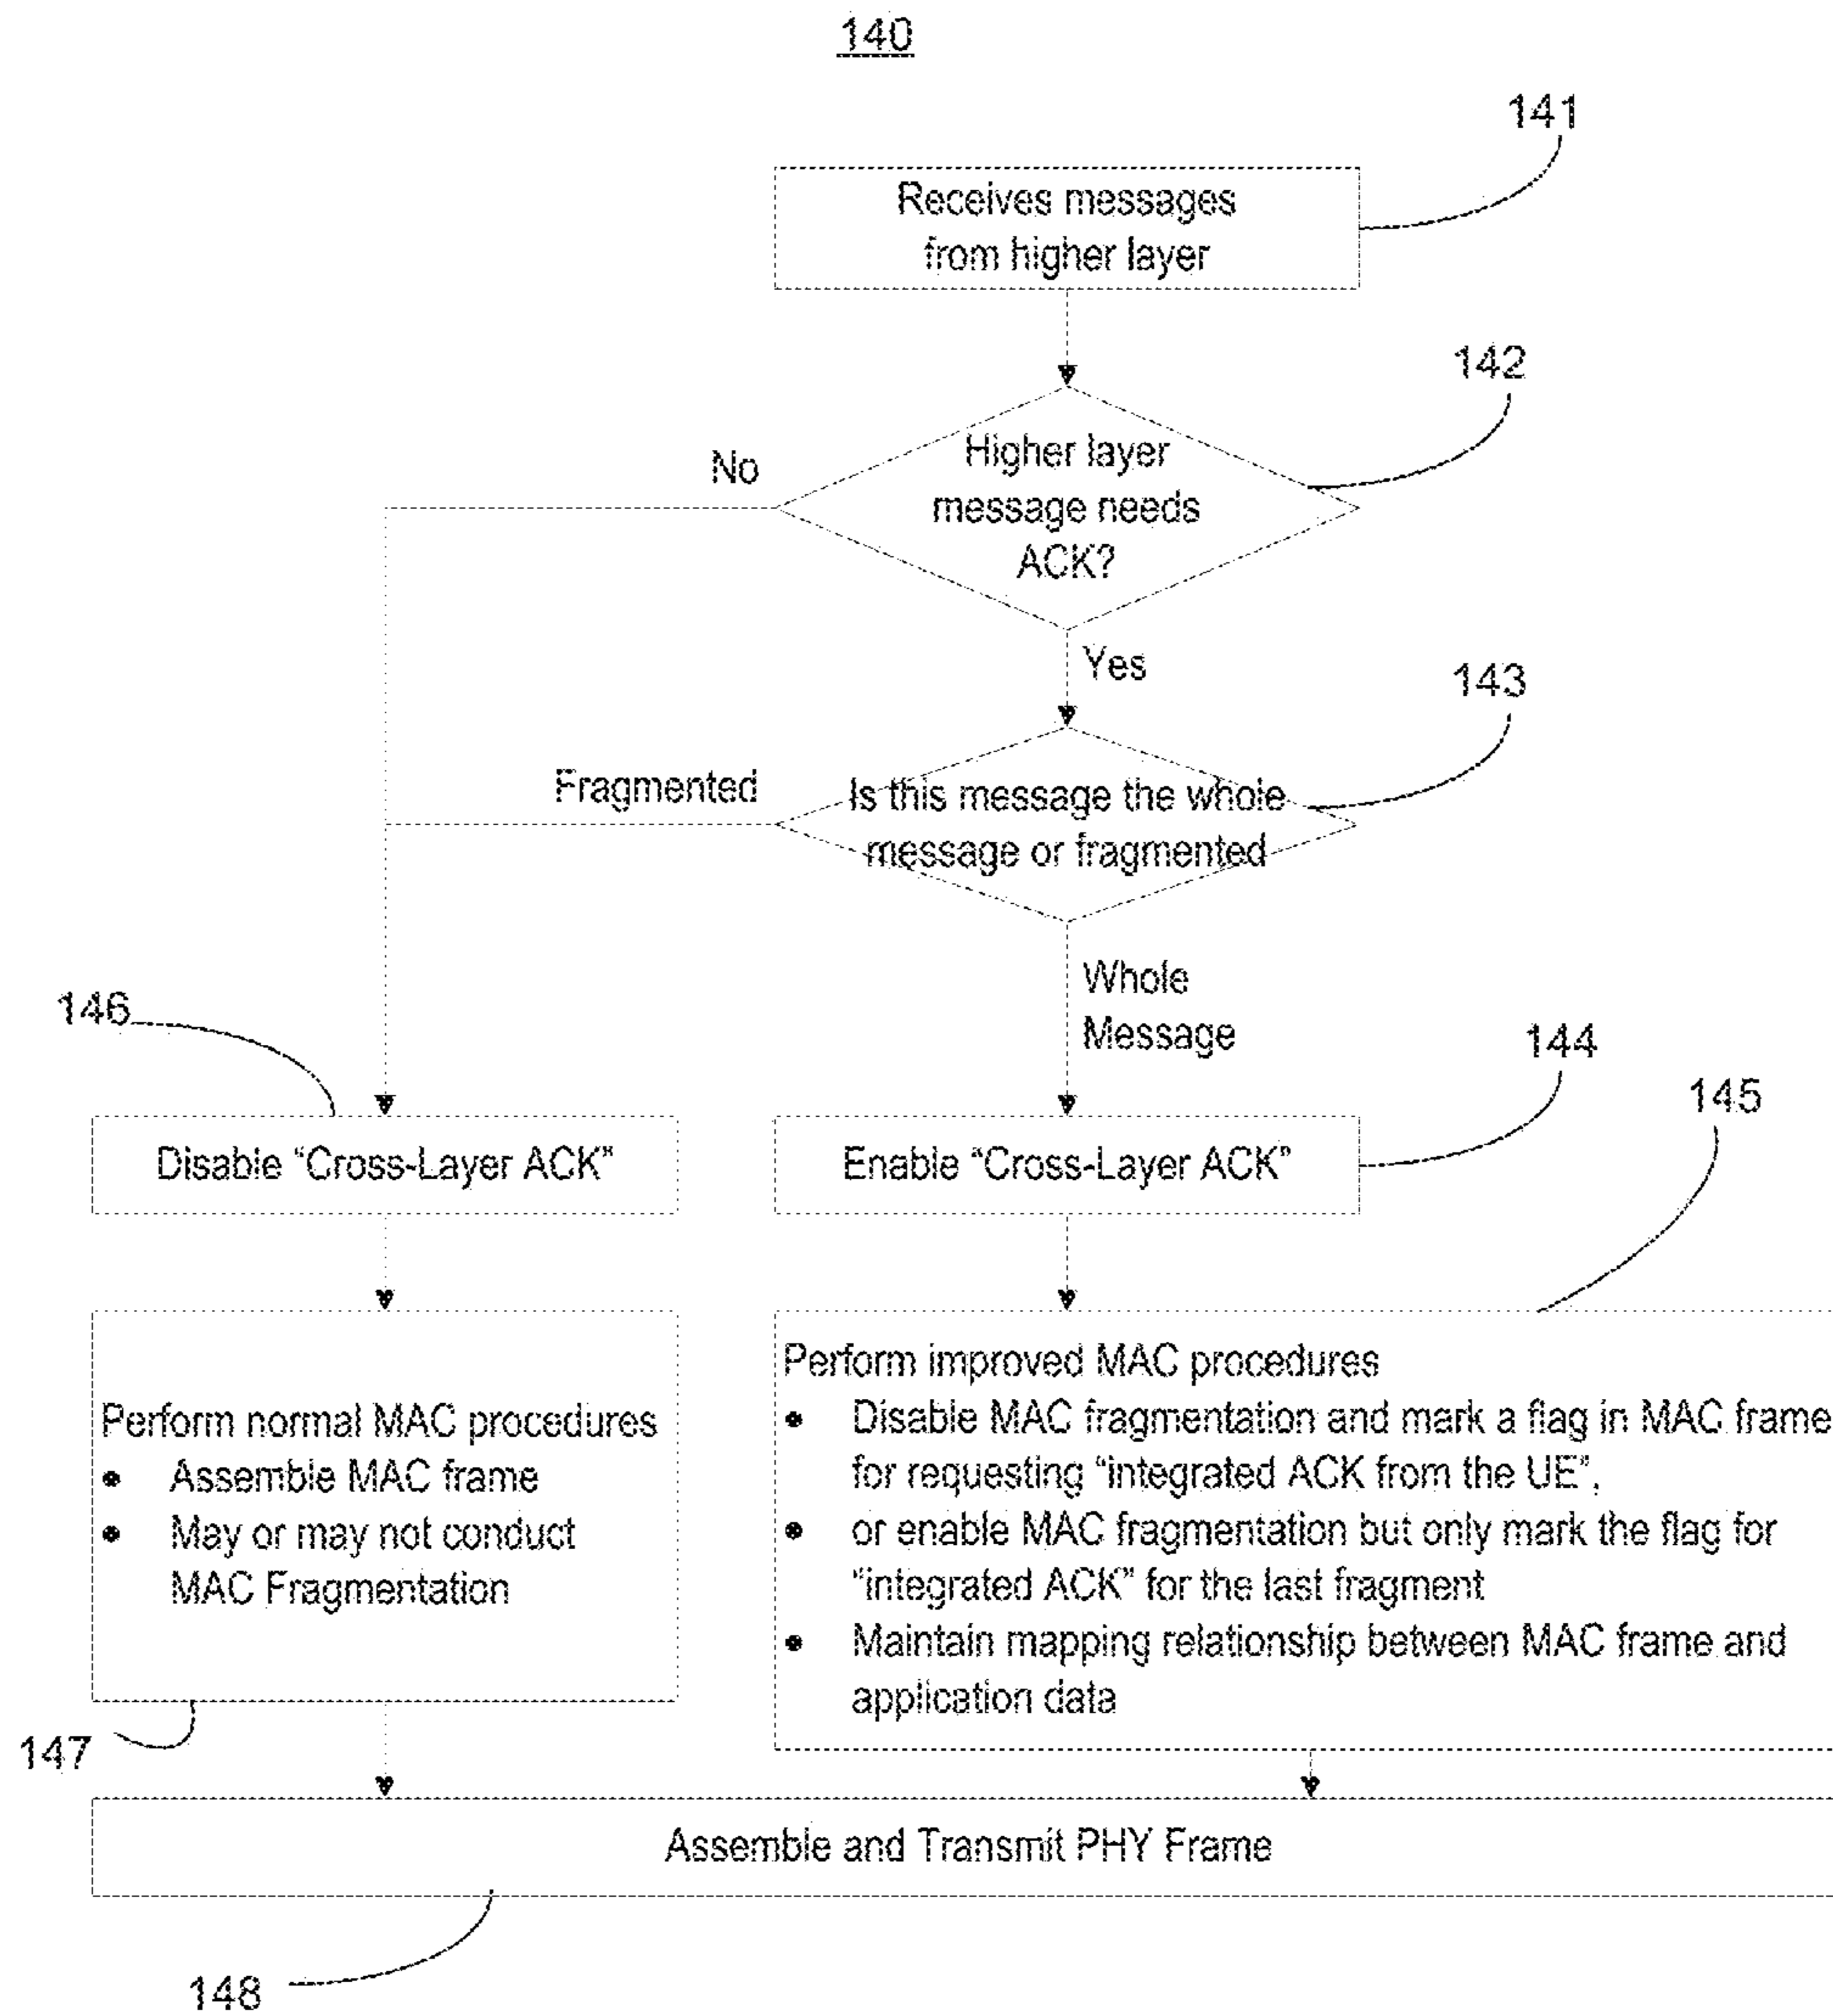 140
141
Receives messages
from higher layer
142
Higher layer
message needs
ACK?
No
Yes
143
Fragmented
Is this message the whole
message or fragmented
Whole
Message
146
144
145
Disable “Cross-Layer ACK”
Enable “Cross-Layer ACK”
Perform normal MAC procedures
• Assemble MAC frame
• May or may not conduct
MAC Fragmentation
147
Perform improved MAC procedures
• Disable MAC fragmentation and mark a flag in MAC frame
for requesting “integrated ACK from the UE”,
• or enable MAC fragmentation but only mark the flag for
“integrated ACK” for the last fragment
• Maintain mapping relationship between MAC frame and
application data
Assemble and Transmit PHY Frame
148